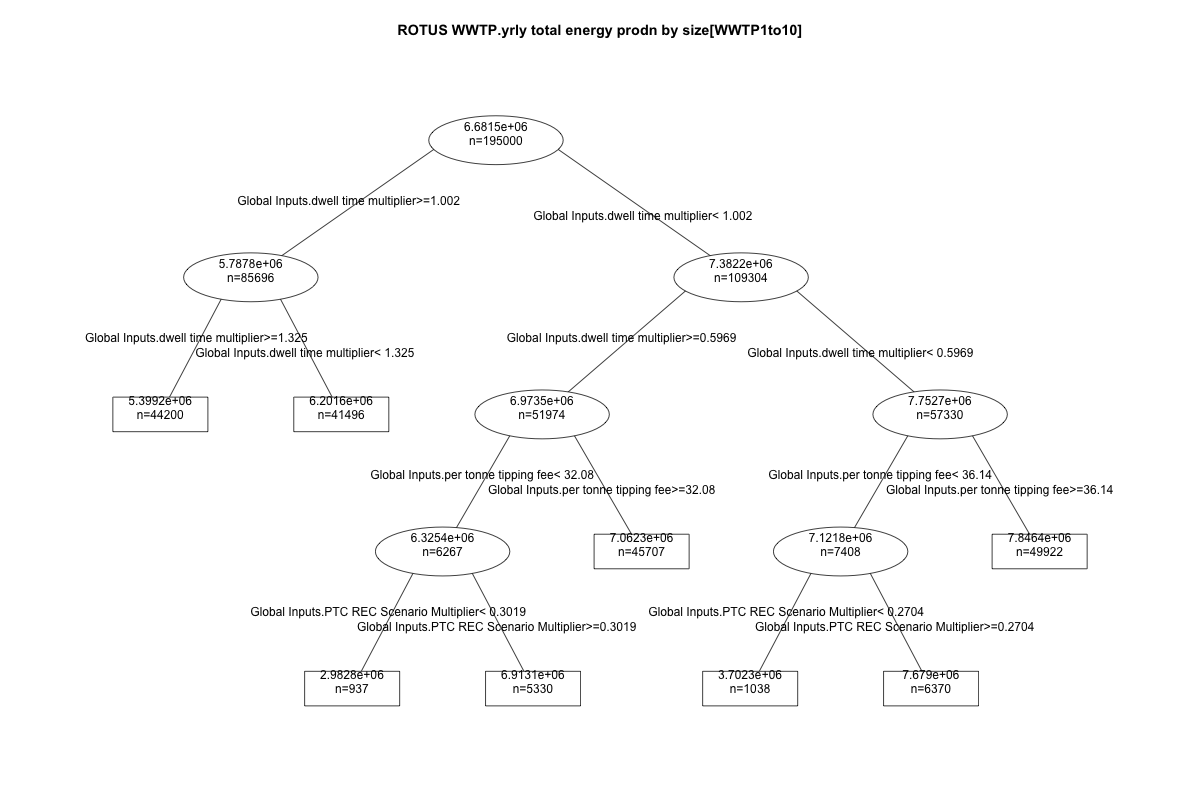 ROTUS WWTP.yrly total energy prodn by size[WWTP1to10]
6.6815e+06
n=195000
Global Inputs.dwell time multiplier>=1.002
Global Inputs.dwell time multiplier< 1.002
5.7878e+06
n=85696
7.3822e+06
n=109304
Global Inputs.dwell time multiplier>=1.325
Global Inputs.dwell time multiplier< 1.325
Global Inputs.dwell time multiplier>=0.5969
Global Inputs.dwell time multiplier< 0.5969
5.3992e+06
n=44200
6.2016e+06
n=41496
6.9735e+06
n=51974
7.7527e+06
n=57330
Global Inputs.per tonne tipping fee< 32.08
Global Inputs.per tonne tipping fee>=32.08
Global Inputs.per tonne tipping fee< 36.14
Global Inputs.per tonne tipping fee>=36.14
6.3254e+06
n=6267
7.0623e+06
n=45707
7.1218e+06
n=7408
7.8464e+06
n=49922
Global Inputs.PTC REC Scenario Multiplier< 0.3019
Global Inputs.PTC REC Scenario Multiplier>=0.3019
Global Inputs.PTC REC Scenario Multiplier< 0.2704
Global Inputs.PTC REC Scenario Multiplier>=0.2704
2.9828e+06
n=937
6.9131e+06
n=5330
3.7023e+06
n=1038
7.679e+06
n=6370